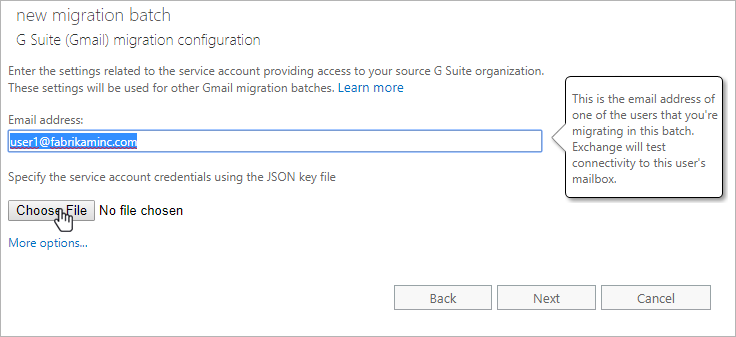 new migration batch
G Suite (Gmail) migration configuration
Enter the settings related to the service account providing access to your source G Suite organization.
These settings will be used for other Gmail migration batches. Learn more
Email address:
user1@fabrikaminc.com
This is the email address of
one of the users that you're
migrating in this batch.
Exchange will test
connectivity to this user's
mailbox.
Specify the service account credentials using the JSON key file
Choose File No file chosen
More options...
Back Next Cancel